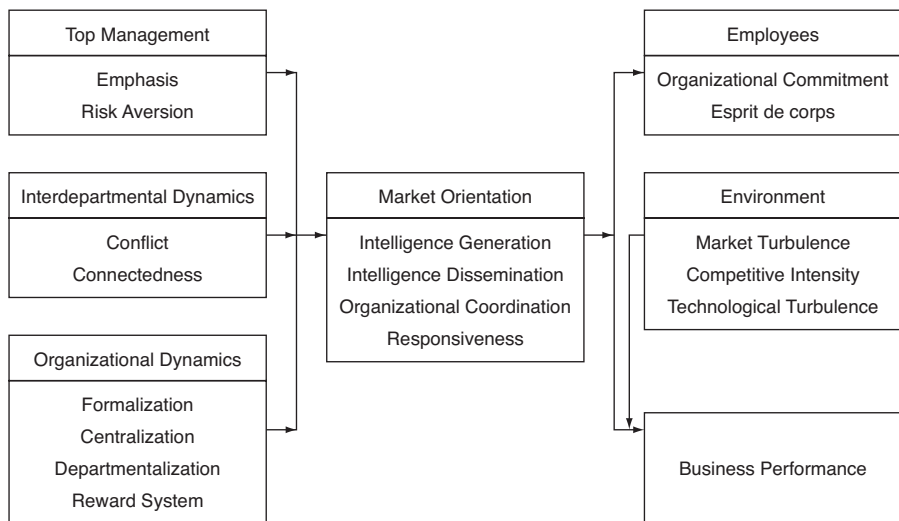 Top Management
Emphasis
Risk Aversion
Interdepartmental Dynamics
Conflict
Connectedness
Organizational Dynamics
Formalization
Centralization
Departmentalization
Reward System
Market Orientation
Intelligence Generation
Intelligence Dissemination
Organizational Coordination
Responsiveness
Employees
Organizational Commitment
Esprit de corps
Environment
Market Turbulence
Competitive Intensity
Technological Turbulence
Business Performance